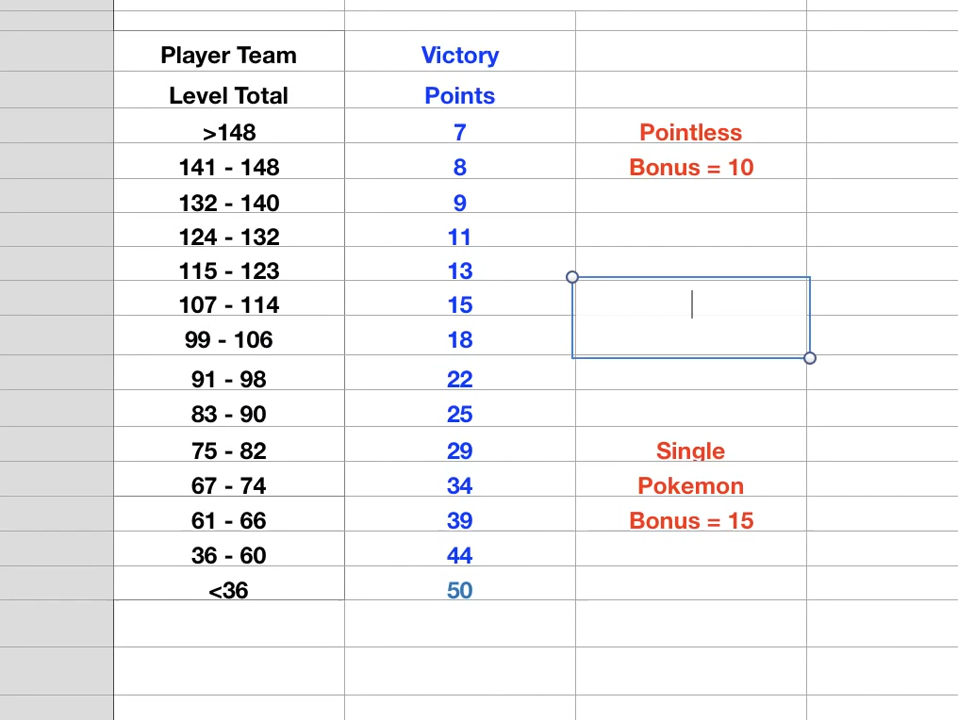 Player Team Victory
Level Total Points
>148 7 Pointless
141 - 148 8 Bonus = 10
132 - 140 9
124 - 132 11
115 - 123 13
107 - 114 15
99 - 106 18
91 - 98 22
83 - 90 25
75 - 82 29 Single
67 - 74 34 Pokemon
61 - 66 39 Bonus = 15
36 - 60 44
<36 50